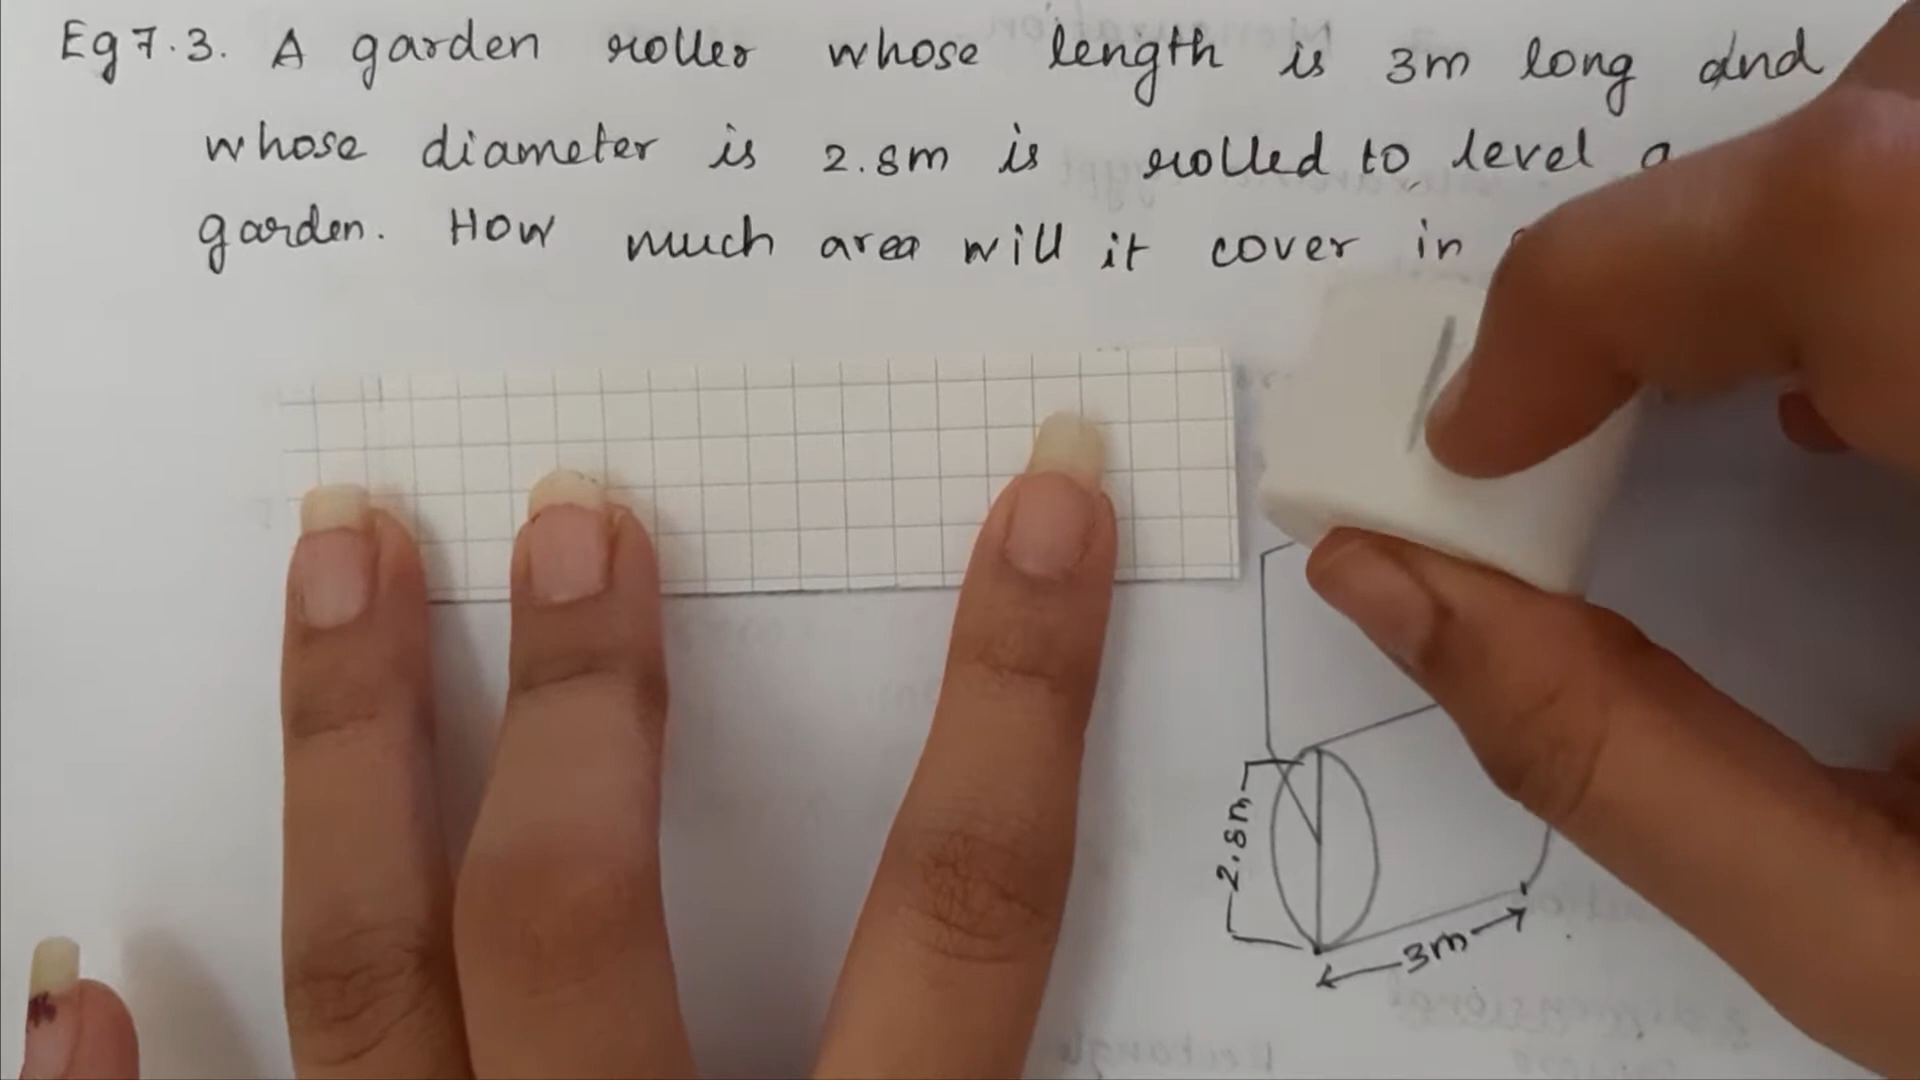 Eg 7.3. A garden roller whose length is 3m long and
whose diameter is 2.8m is rolled to level a
garden. How much area will it cover in
2.8m
3m